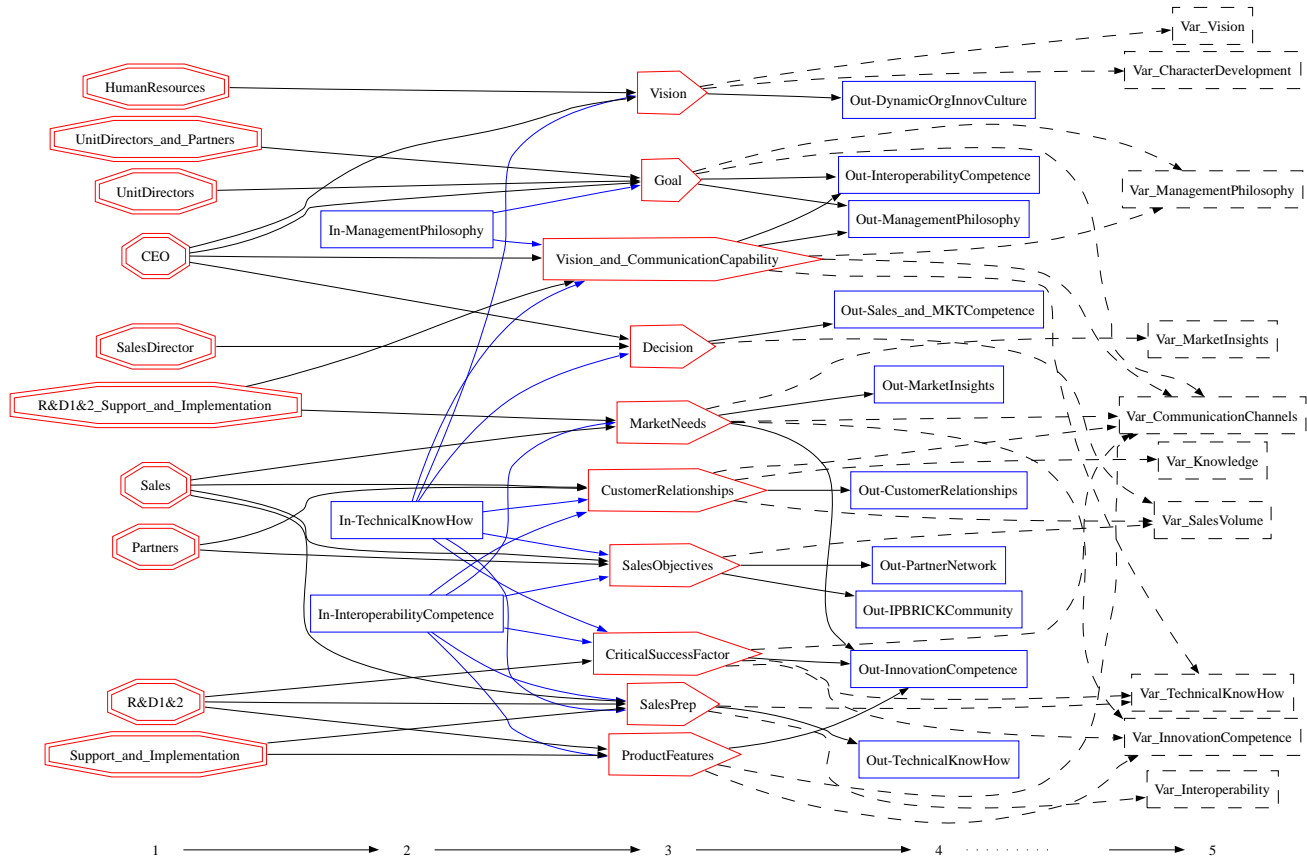 HumanResources
UnitDirectors_and_Partners
UnitDirectors
CEO
SalesDirector
R&D1&2_Support_and_Implementation
Sales
Partners
R&D1&2
Support_and_Implementation
In-ManagementPhilosophy
In-TechnicalKnowHow
In-InteroperabilityCompetence
Vision
Goal
Vision_and_CommunicationCapability
Decision
MarketNeeds
CustomerRelationships
SalesObjectives
CriticalSuccessFactor
SalesPrep
ProductFeatures
Out-DynamicOrgInnovCulture
Out-InteroperabilityCompetence
Out-ManagementPhilosophy
Out-Sales_and_MKTCompetence
Out-MarketInsights
Out-CustomerRelationships
Out-PartnerNetwork
Out-IPBRICKCommunity
Out-InnovationCompetence
Out-TechnicalKnowHow
Var_Vision
Var_CharacterDevelopment
Var_ManagementPhilosophy
Var_MarketInsights
Var_CommunicationChannels
Var_Knowledge
Var_SalesVolume
Var_TechnicalKnowHow
Var_InnovationCompetence
Var_Interoperability
1 2 3 4 5